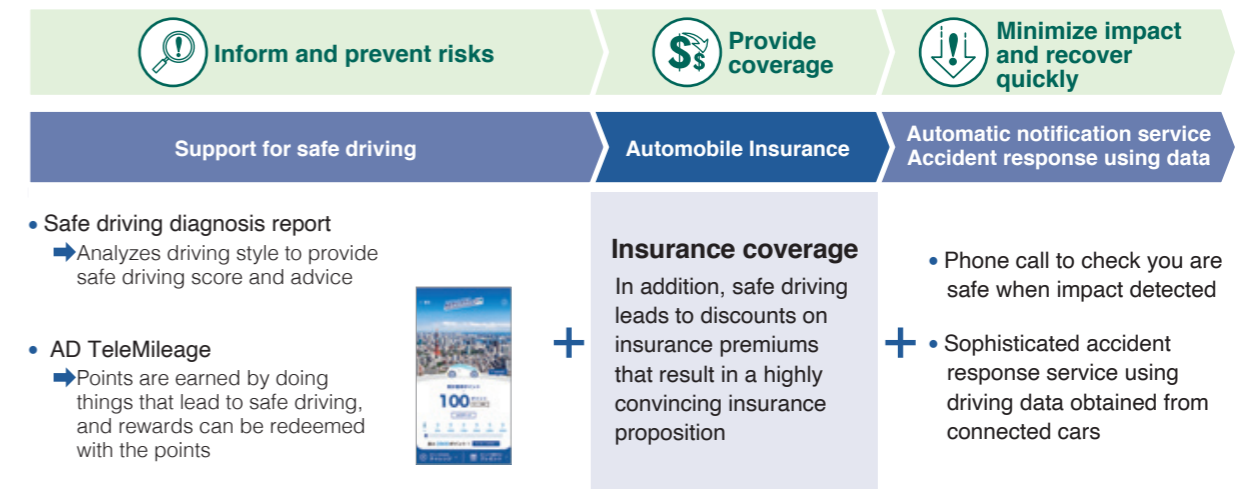 Inform and prevent risks
Provide
coverage
Minimize impact
and recover
quickly
Support for safe driving
Automobile Insurance
Automatic notification service
Accident response using data
• Safe driving diagnosis report
➡Analyzes driving style to provide
safe driving score and advice
• AD TeleMileage
➡Points are earned by doing
things that lead to safe driving,
and rewards can be redeemed
with the points
100
+
Insurance coverage
In addition, safe driving
leads to discounts on
insurance premiums
that result in a highly
convincing insurance
proposition
+
• Phone call to check you are
safe when impact detected
• Sophisticated accident
response service using
driving data obtained from
connected cars